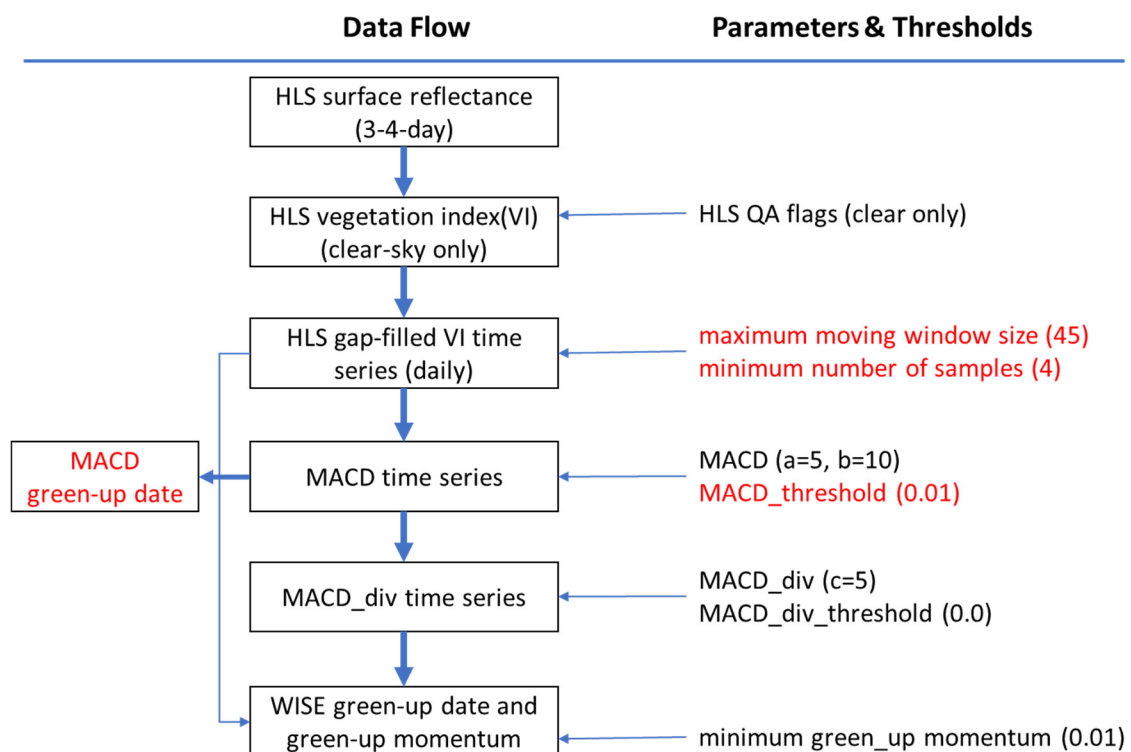 Data Flow
Parameters & Thresholds
HLS surface reflectance
(3-4-day)
HLS vegetation index(VI)
(clear-sky only)
HLS QA flags (clear only)
HLS gap-filled VI time
series (daily)
maximum moving window size (45)
minimum number of samples (4)
MACD
green-up date
MACD time series
MACD (a=5, b=10)
MACD_threshold (0.01)
MACD_div time series
MACD_div (c=5)
MACD_div_threshold (0.0)
WISE green-up date and
green-up momentum
minimum green_up momentum (0.01)